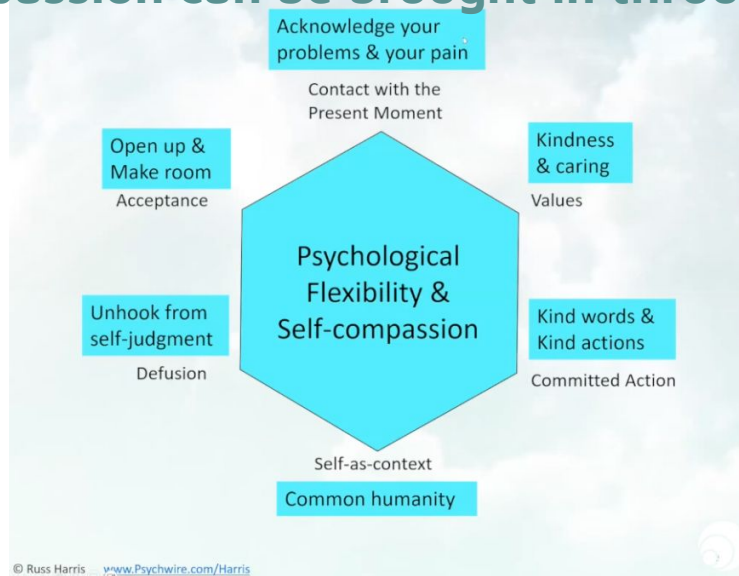 Acknowledge your
problems & your pain
Contact with the
Present Moment
Open up &
Make room
Acceptance
Kindness
& caring
Values
Psychological
Flexibility &
Self-compassion
Unhook from
self-judgment
Defusion
Kind words &
Kind actions
Committed Action
Self-as-context
Common humanity
© Russ Harris www.Psychwire.com/Harris